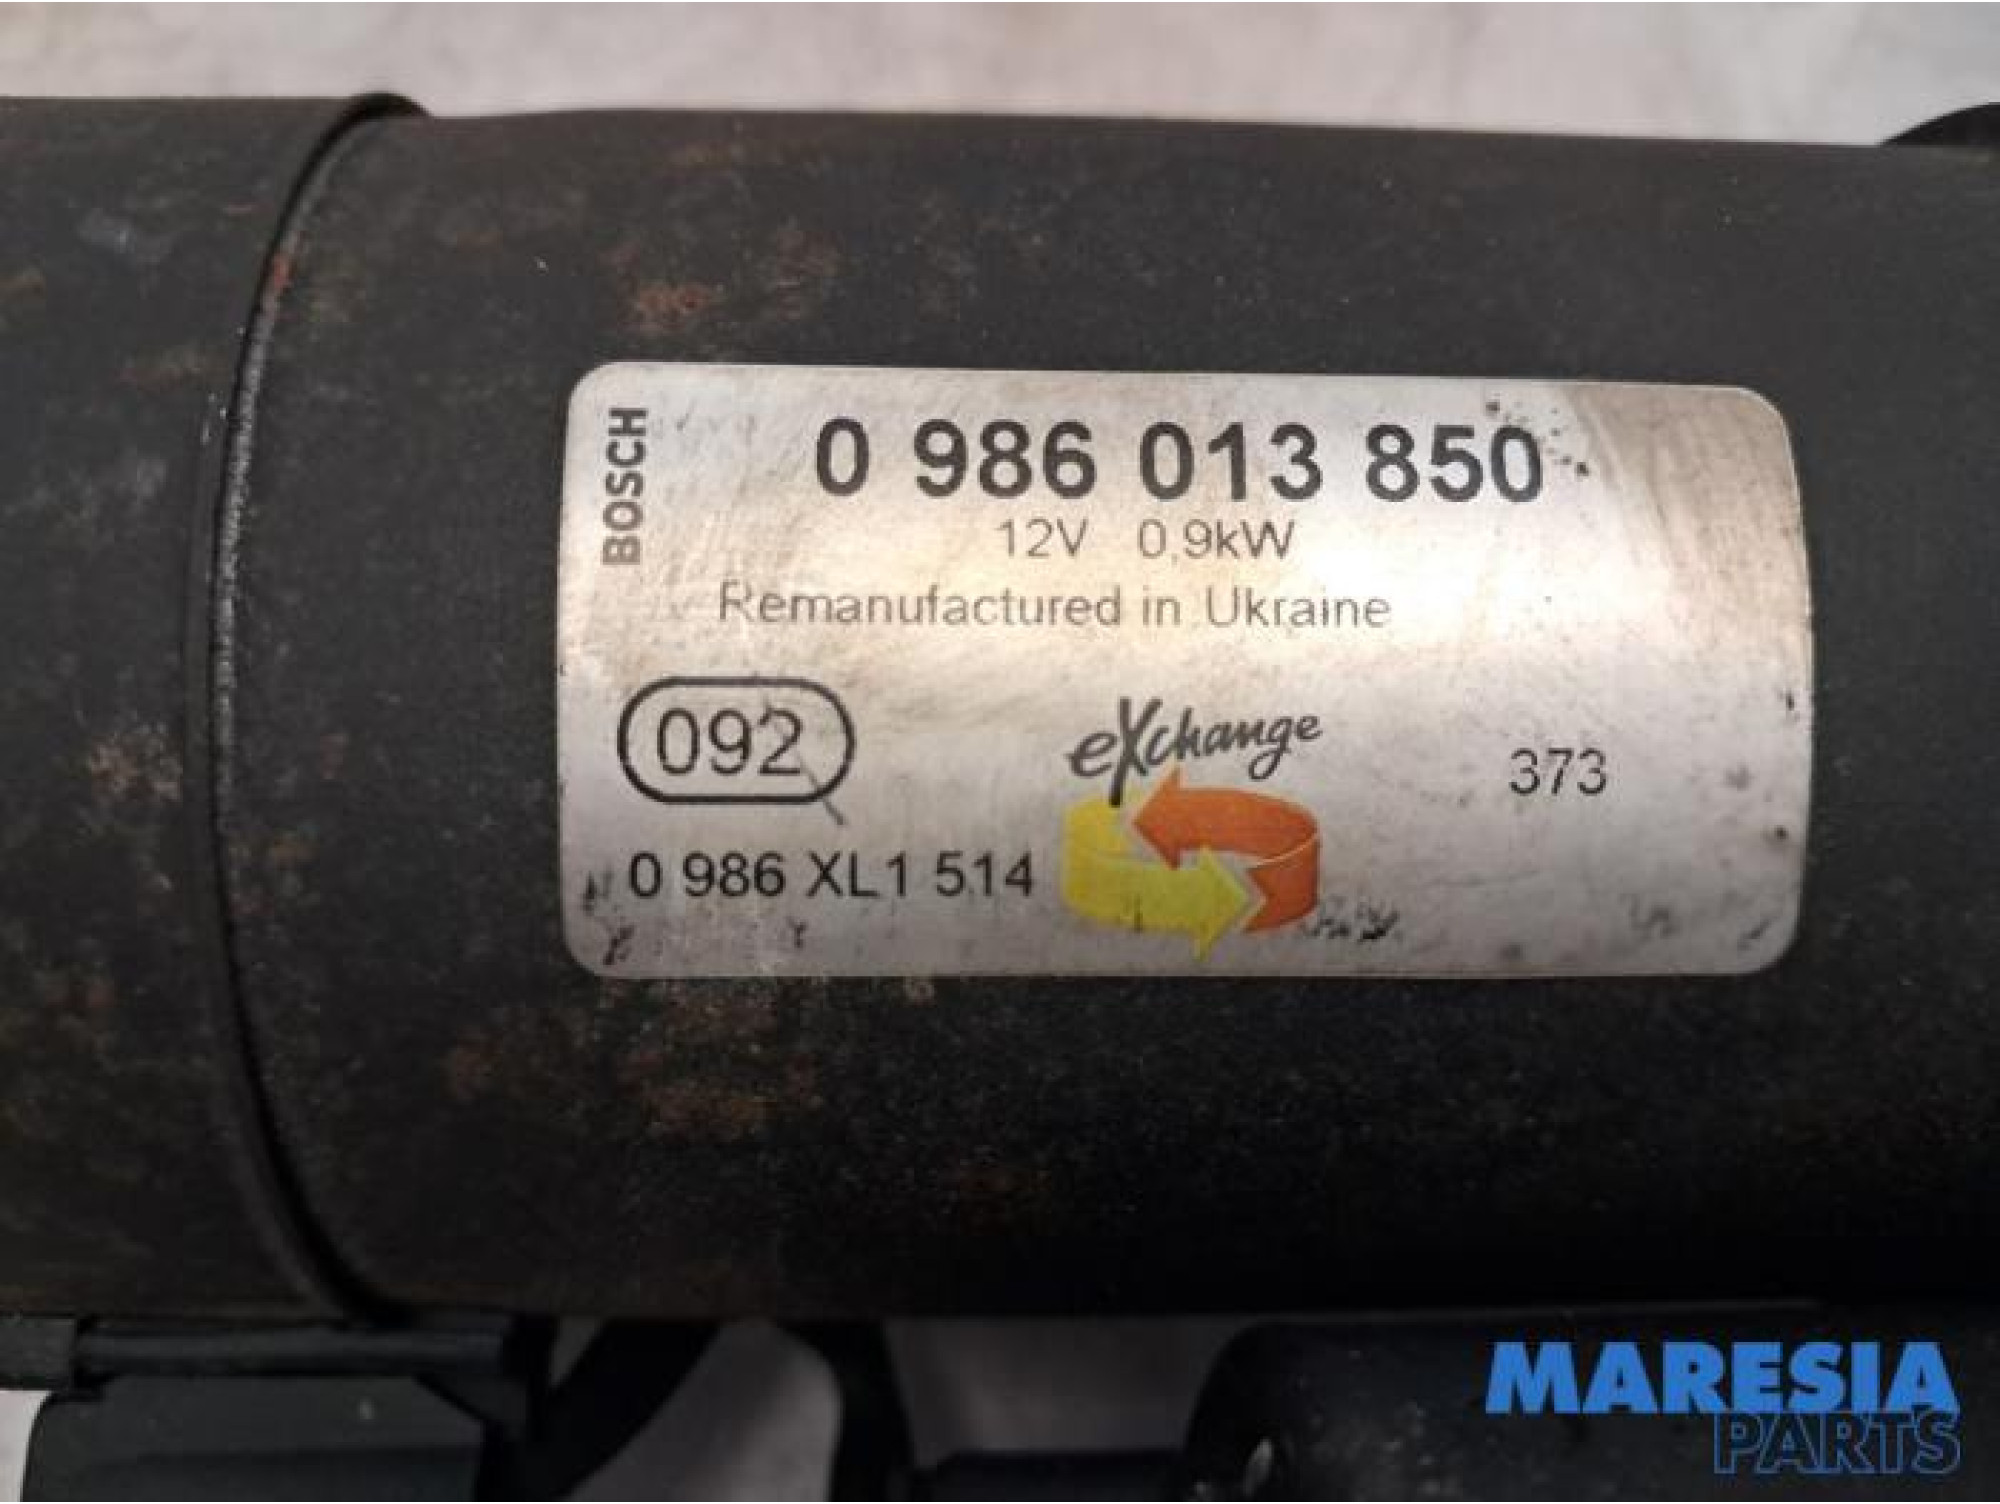 BOSCH
0 986 013 850
12V 0,9kW
Remanufactured in Ukraine
092
eXchange
373
0 986 XL1 514
MARESIA
PARTS